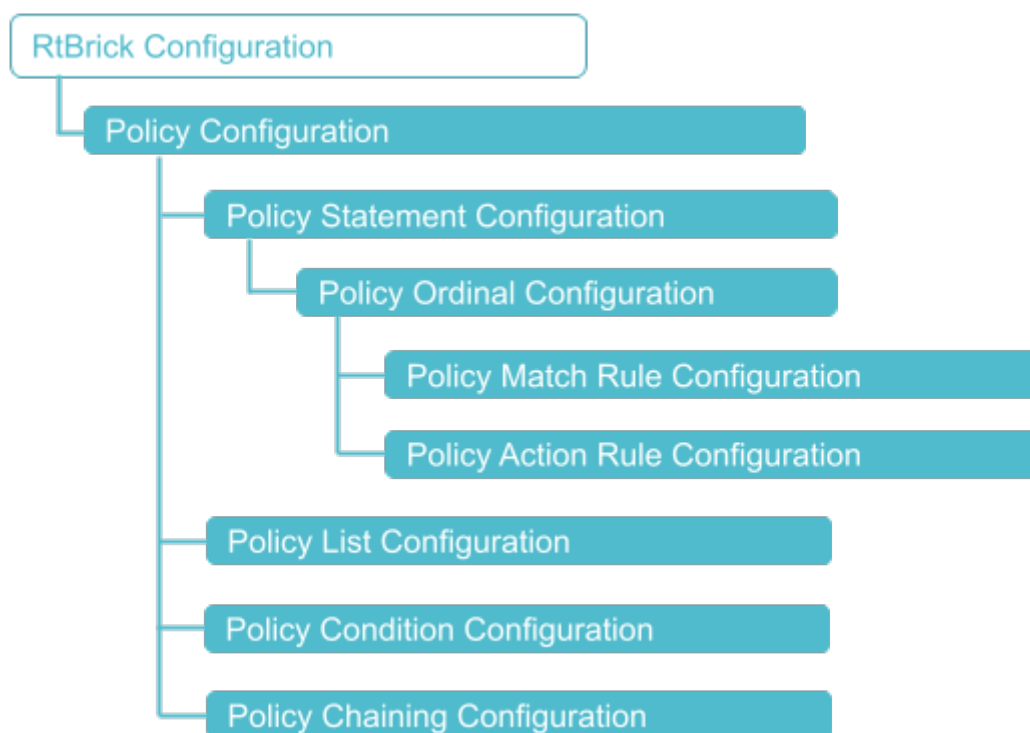 RtBrick Configuration
Policy Configuration
Policy Statement Configuration
Policy Ordinal Configuration
Policy Match Rule Configuration
Policy Action Rule Configuration
Policy List Configuration
Policy Condition Configuration
Policy Chaining Configuration